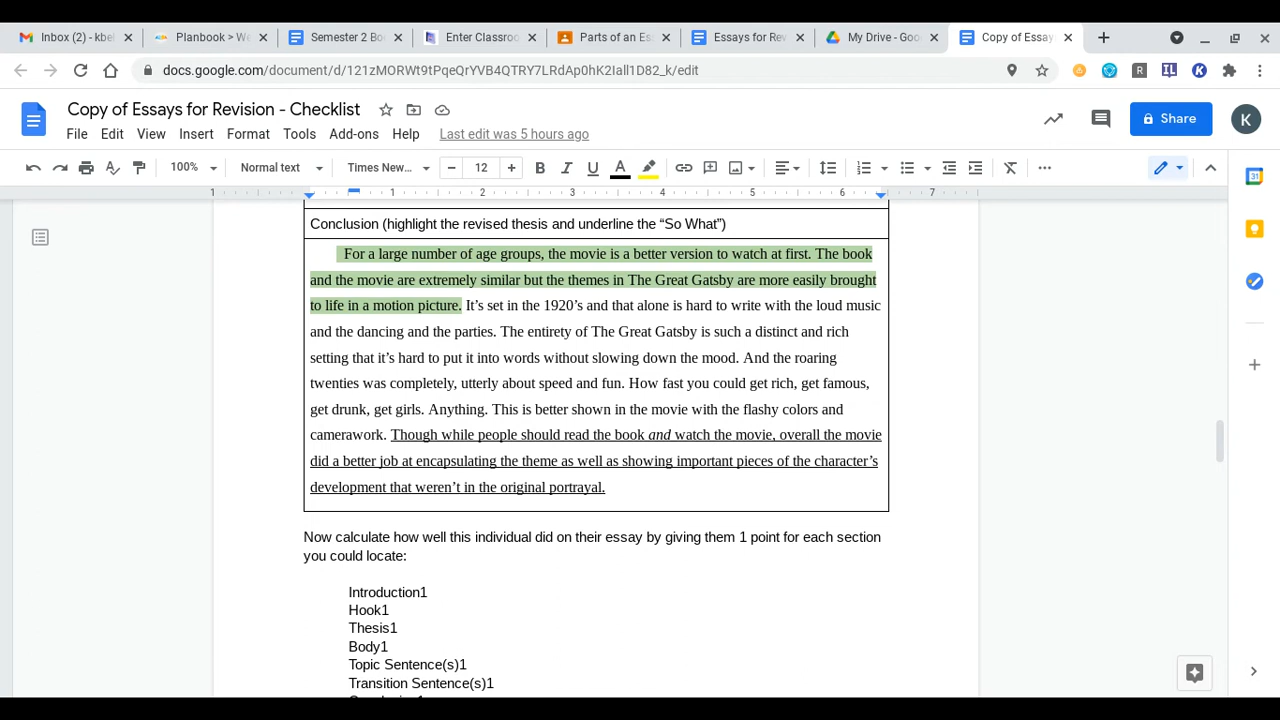 Inbox (2) - kbel
Planbook > We
Semester 2 Bo
Enter Classroo
Parts of an Es
Essays for Rev
My Drive - Goo
Copy of Essay
docs.google.com/document/d/121zMORWt9tPqeQrYVB4QTRY7LRdAp0hK2Iall1D82_k/edit
Copy of Essays for Revision - Checklist
Share
K
File Edit View Insert Format Tools Add-ons Help Last edit was 5 hours ago
100% Normal text Times New... 12
1 1 2 3 4 5 6 7
Conclusion (highlight the revised thesis and underline the “So What”)
For a large number of age groups, the movie is a better version to watch at first. The book
and the movie are extremely similar but the themes in The Great Gatsby are more easily brought
to life in a motion picture. It’s set in the 1920’s and that alone is hard to write with the loud music
and the dancing and the parties. The entirety of The Great Gatsby is such a distinct and rich
setting that it’s hard to put it into words without slowing down the mood. And the roaring
twenties was completely, utterly about speed and fun. How fast you could get rich, get famous,
get drunk, get girls. Anything. This is better shown in the movie with the flashy colors and
camerawork. Though while people should read the book and watch the movie, overall the movie
did a better job at encapsulating the theme as well as showing important pieces of the character’s
development that weren’t in the original portrayal.
Now calculate how well this individual did on their essay by giving them 1 point for each section
you could locate:
Introduction1
Hook1
Thesis1
Body1
Topic Sentence(s)1
Transition Sentence(s)1